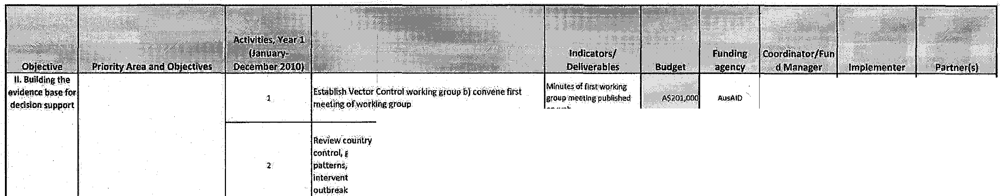 Objective
Priority Area and Objectives
Activities, Year 1
(January-
December 2010)
Indicators/
Deliverables
Budget
Funding
agency
Coordinator/Fun
d Manager
Implementer
Partner(s)
II. Building the
evidence base for
decision support
1
Establish Vector Control working group b) convene first
meeting of working group
Minutes of first working
group meeting published
A$201,000
AusAID
2
Review country
control,
patterns,
intervent
outbreak